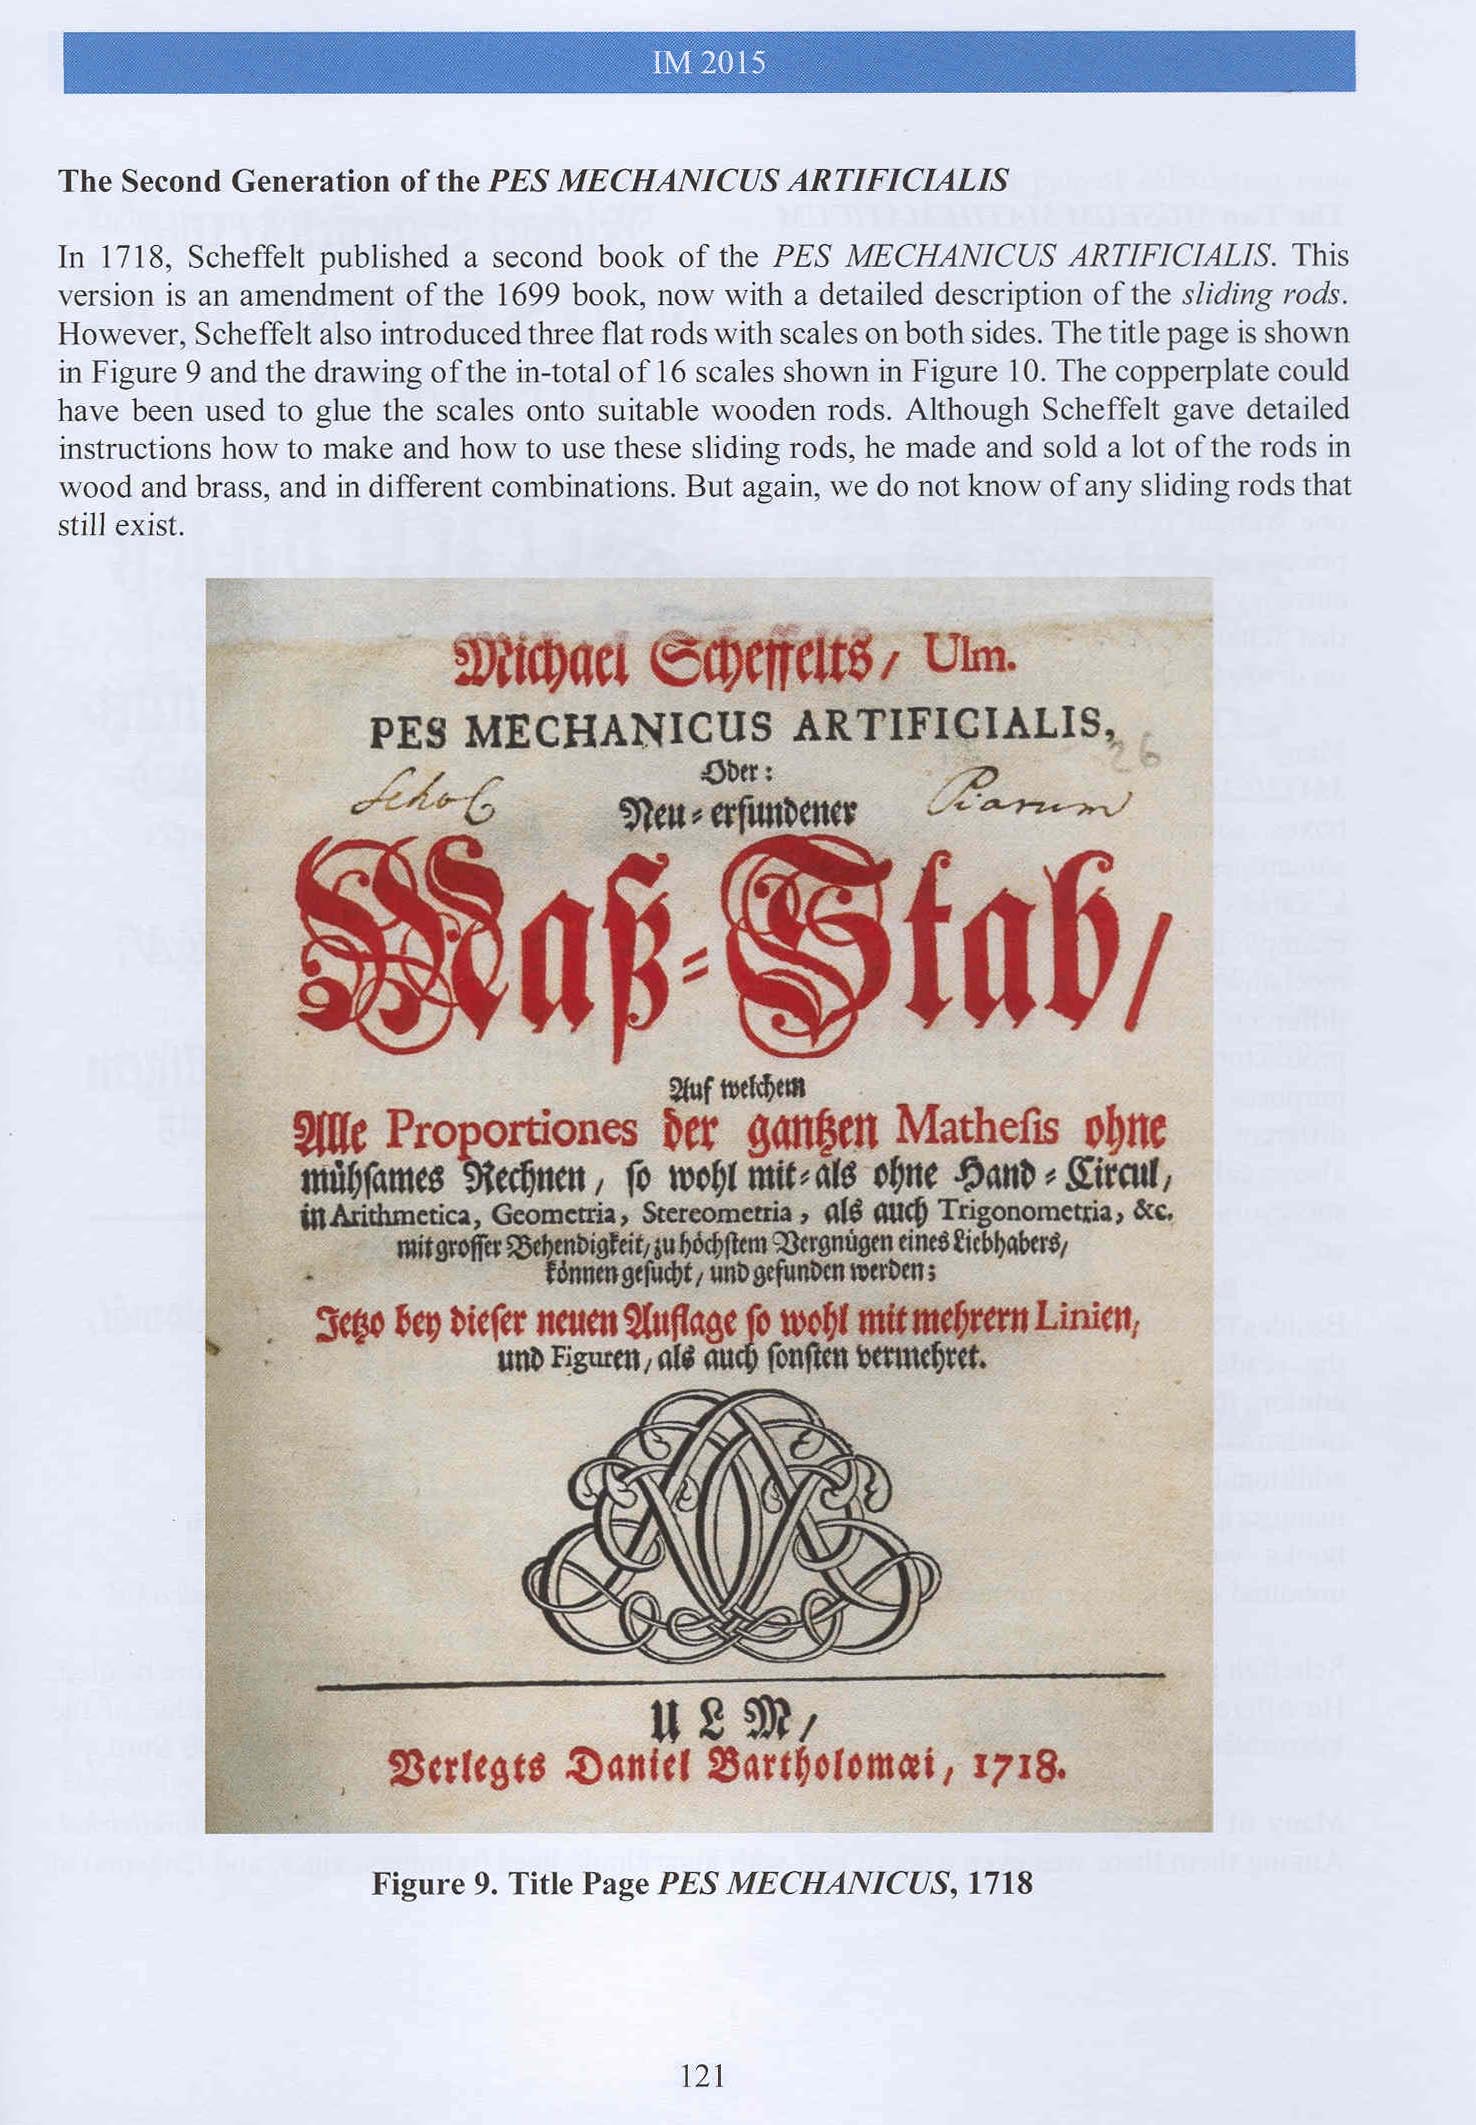 IM 2015
The Second Generation of the PES MECHANICUS ARTIFICIALIS
In 1718, Scheffelt published a second book of the PES MECHANICUS ARTIFICIALIS. This
version is an amendment of the 1699 book, now with a detailed description of the sliding rods.
However, Scheffelt also introduced three flat rods with scales on both sides. The title page is shown
in Figure 9 and the drawing of the in-total of 16 scales shown in Figure 10. The copperplate could
have been used to glue the scales onto suitable wooden rods. Although Scheffelt gave detailed
instructions how to make and how to use these sliding rods, he made and sold a lot of the rods in
wood and brass, and in different combinations. But again, we do not know of any sliding rods that
still exist.
Michael Scheffelts / Ulm.
PES MECHANICUS ARTIFICIALIS,
26
Oder:
Schol Piarum
Neu-erfundener
Maß-Stab /
Auf welchem
Alle Proportiones der gantzen Mathesis ohne
mühsames Rechnen / so wohl mit-als ohne Hand-Circul /
in Arithmetica, Geometria, Stereometria, als auch Trigonometria, &c.
mit grosser Behendigkeit / zu höchstem Vergnügen eines Liebhabers /
können gesucht / und gefunden werden;
Jetzo bey dieser neuen Auflage so wohl mit mehrern Linien,
und Figuren / als auch sonsten vermehret.
ULM /
Verlegts Daniel Bartholomæi, 1718.
Figure 9. Title Page PES MECHANICUS, 1718
121